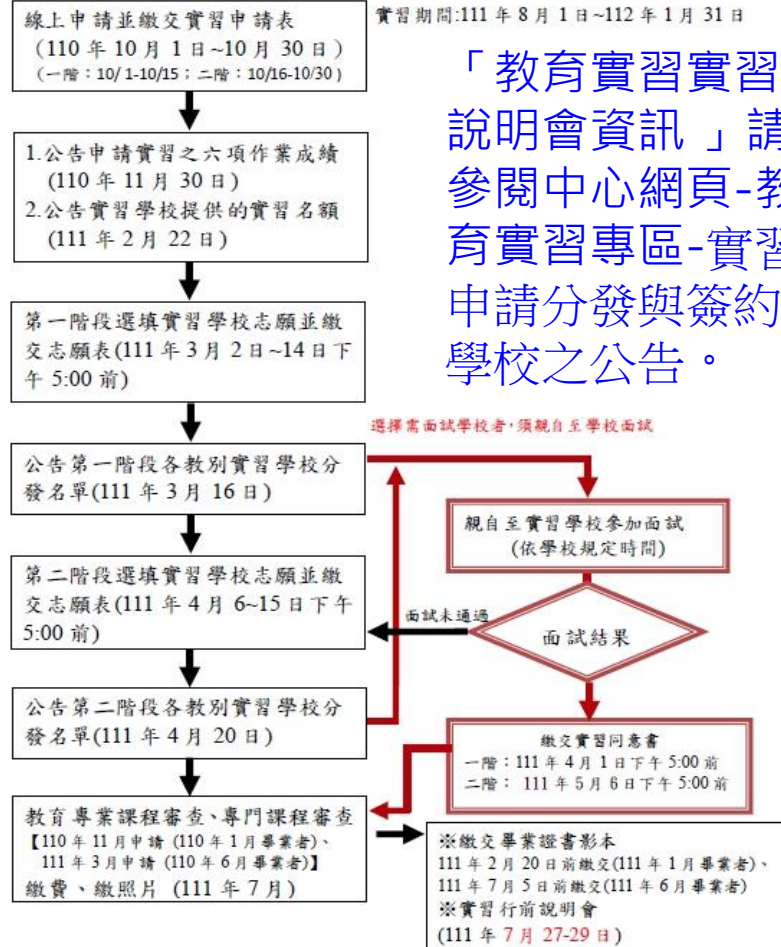 線上申請並繳交實習申請表
(110 年 10 月 1 日~10 月 30 日)
(一階：10/ 1-10/15；二階：10/16-10/30 )
實習期間:111 年 8 月 1 日~112 年 1 月 31 日
「教育實習實習
說明會資訊 」請
參閱中心網頁-教
育實習專區-實習
申請分發與簽約
學校之公告。
1.公告申請實習之六項作業成績
(110 年 11 月 30 日)
2.公告實習學校提供的實習名額
(111 年 2 月 22 日)
第一階段選填實習學校志願並繳
交志願表(111 年 3 月 2 日~14 日下
午 5:00 前)
選擇需面試學校者，須親自至學校面試
公告第一階段各教別實習學校分
發名單(111 年 3 月 16 日)
親自至實習學校參加面試
(依學校規定時間)
第二階段選填實習學校志願並繳
交志願表(111 年 4 月 6~15 日下午
5:00 前)
面試未通過
面試結果
公告第二階段各教別實習學校分
發名單(111 年 4 月 20 日)
繳交實習同意書
一階：111 年 4 月 1 日下午 5:00 前
二階： 111 年 5 月 6 日下午 5:00 前
教育專業課程審查、專門課程審查
【110 年 11 月申請 (110 年 1 月畢業者)、
111 年 3 月申請 (110 年 6 月畢業者)】
繳費、繳照片 (111 年 7 月)
※繳交畢業證書影本
111 年 2 月 20 日前繳交(111 年 1 月畢業者)、
111 年 7 月 5 日前繳交(111 年 6 月畢業者)
※實習行前說明會
(111 年 7 月 27-29 日)